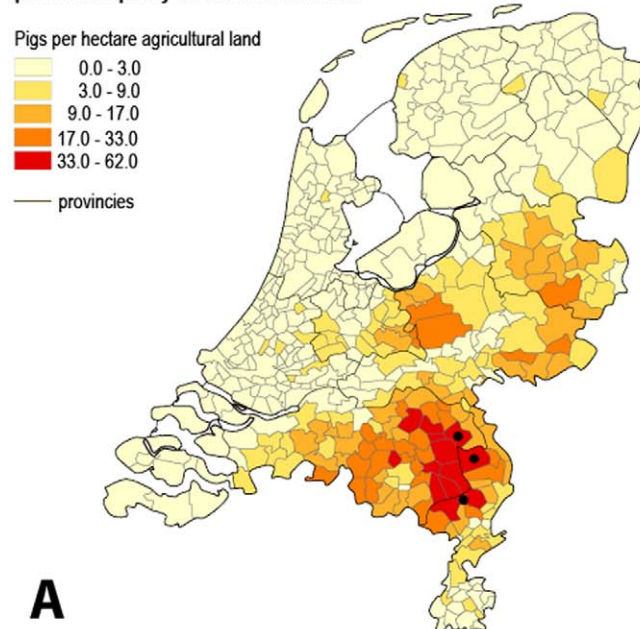 Pigs per hectare agricultural land
0.0 - 3.0
3.0 - 9.0
9.0 - 17.0
17.0 - 33.0
33.0 - 62.0
provinces
A